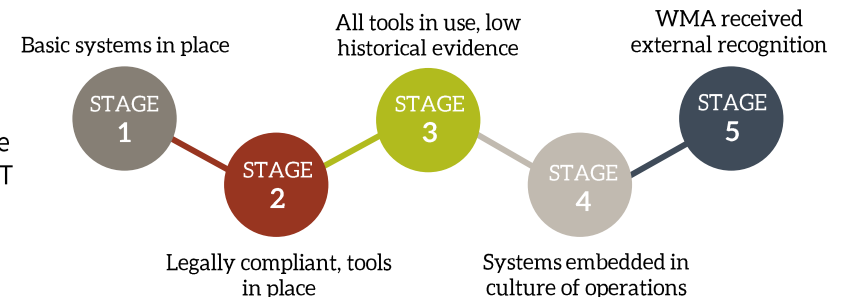 WMA received
external recognition
All tools in use, low
historical evidence
Basic systems in place
STAGE
1
STAGE
2
STAGE
3
STAGE
4
STAGE
5
e
T
Legally compliant, tools
in place
Systems embedded in
culture of operations